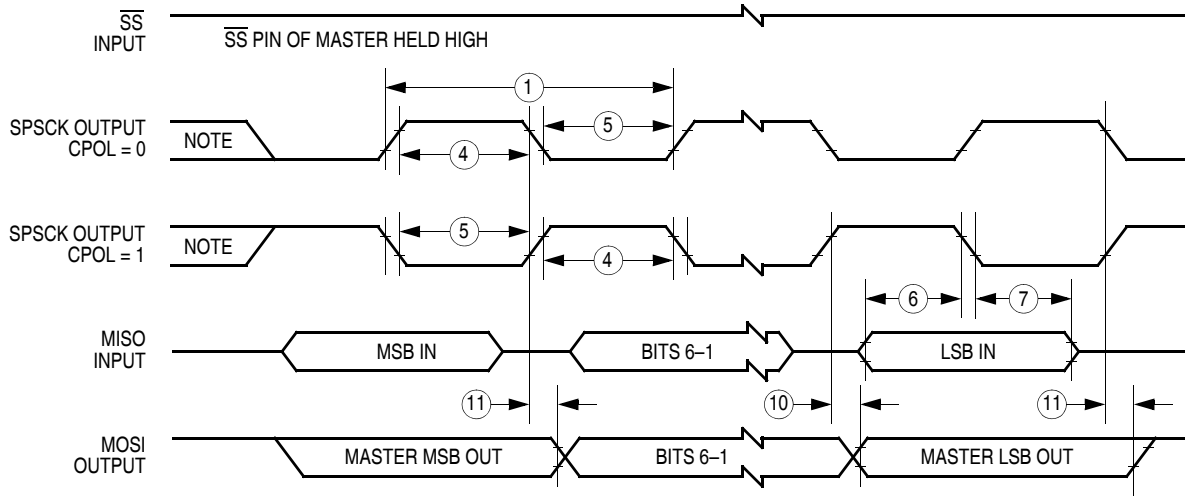 SS
INPUT
SS PIN OF MASTER HELD HIGH
1
SPSCK OUTPUT
CPOL = 0
NOTE
5
4
SPSCK OUTPUT
CPOL = 1
NOTE
5
4
6
7
MISO
INPUT
MSB IN
BITS 6–1
LSB IN
11
10
11
MOSI
OUTPUT
MASTER MSB OUT
BITS 6–1
MASTER LSB OUT